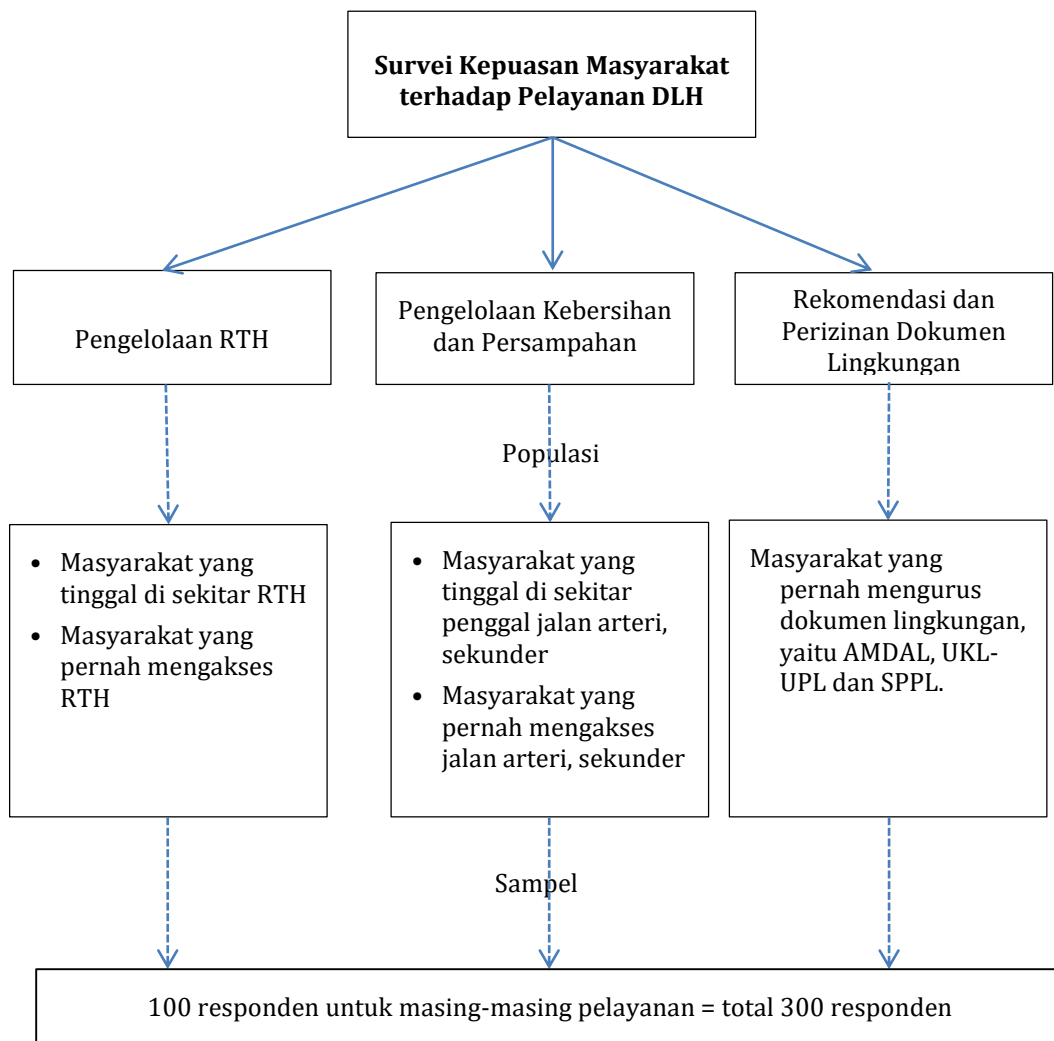 Survei Kepuasan Masyarakat
terhadap Pelayanan DLH
Pengelolaan RTH
Pengelolaan Kebersihan
dan Persampahan
Rekomendasi dan
Perizinan Dokumen
Lingkungan
Populasi
• Masyarakat yang
tinggal di sekitar RTH
• Masyarakat yang
pernah mengakses
RTH
• Masyarakat yang
tinggal di sekitar
penggal jalan arteri,
sekunder
• Masyarakat yang
pernah mengakses
jalan arteri, sekunder
Masyarakat yang
pernah mengurus
dokumen lingkungan,
yaitu AMDAL, UKL-
UPL dan SPPL.
Sampel
100 responden untuk masing-masing pelayanan = total 300 responden